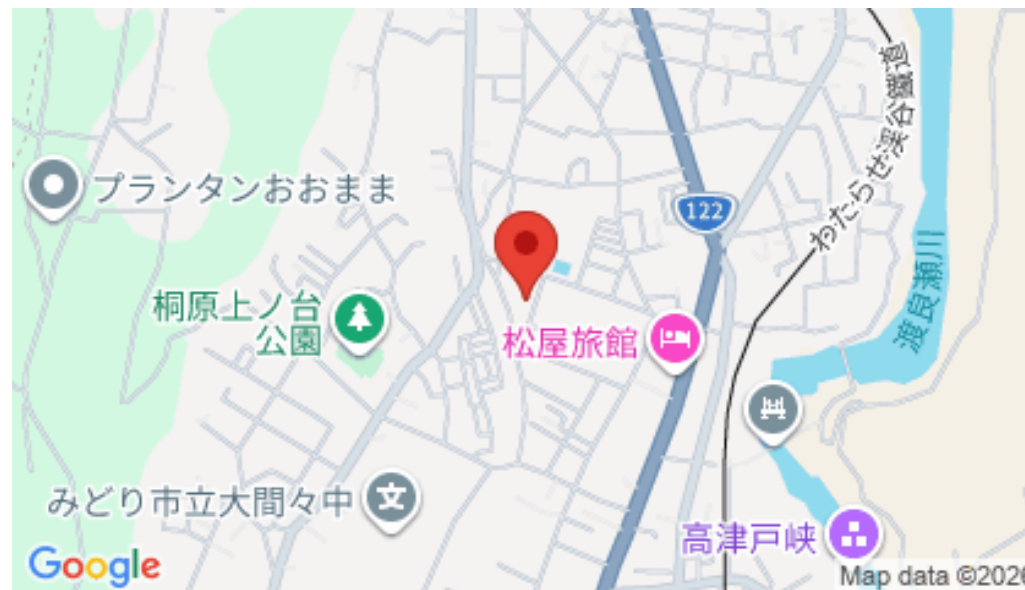 わたらせ渓谷鐵道
プランタンおおまま
122
渡良瀬川
桐原上ノ台
公園
松屋旅館
文
みどり市立大間々中
高津戸峡
Google
Map data ©2026